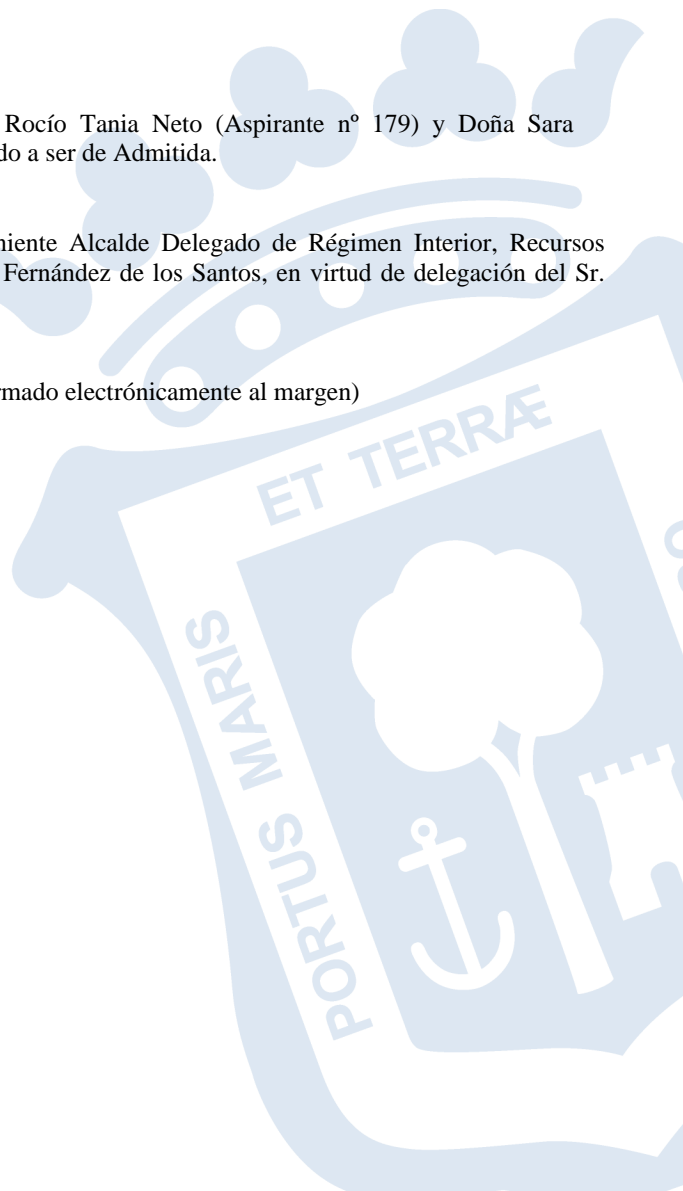 Rocío Tania Neto (Aspirante nº 179) y Doña Sara
do a ser de Admitida.
niente Alcalde Delegado de Régimen Interior, Recursos
Fernández de los Santos, en virtud de delegación del Sr.
rmado electrónicamente al margen)
ET TERRÆ
PORTUS MARIS